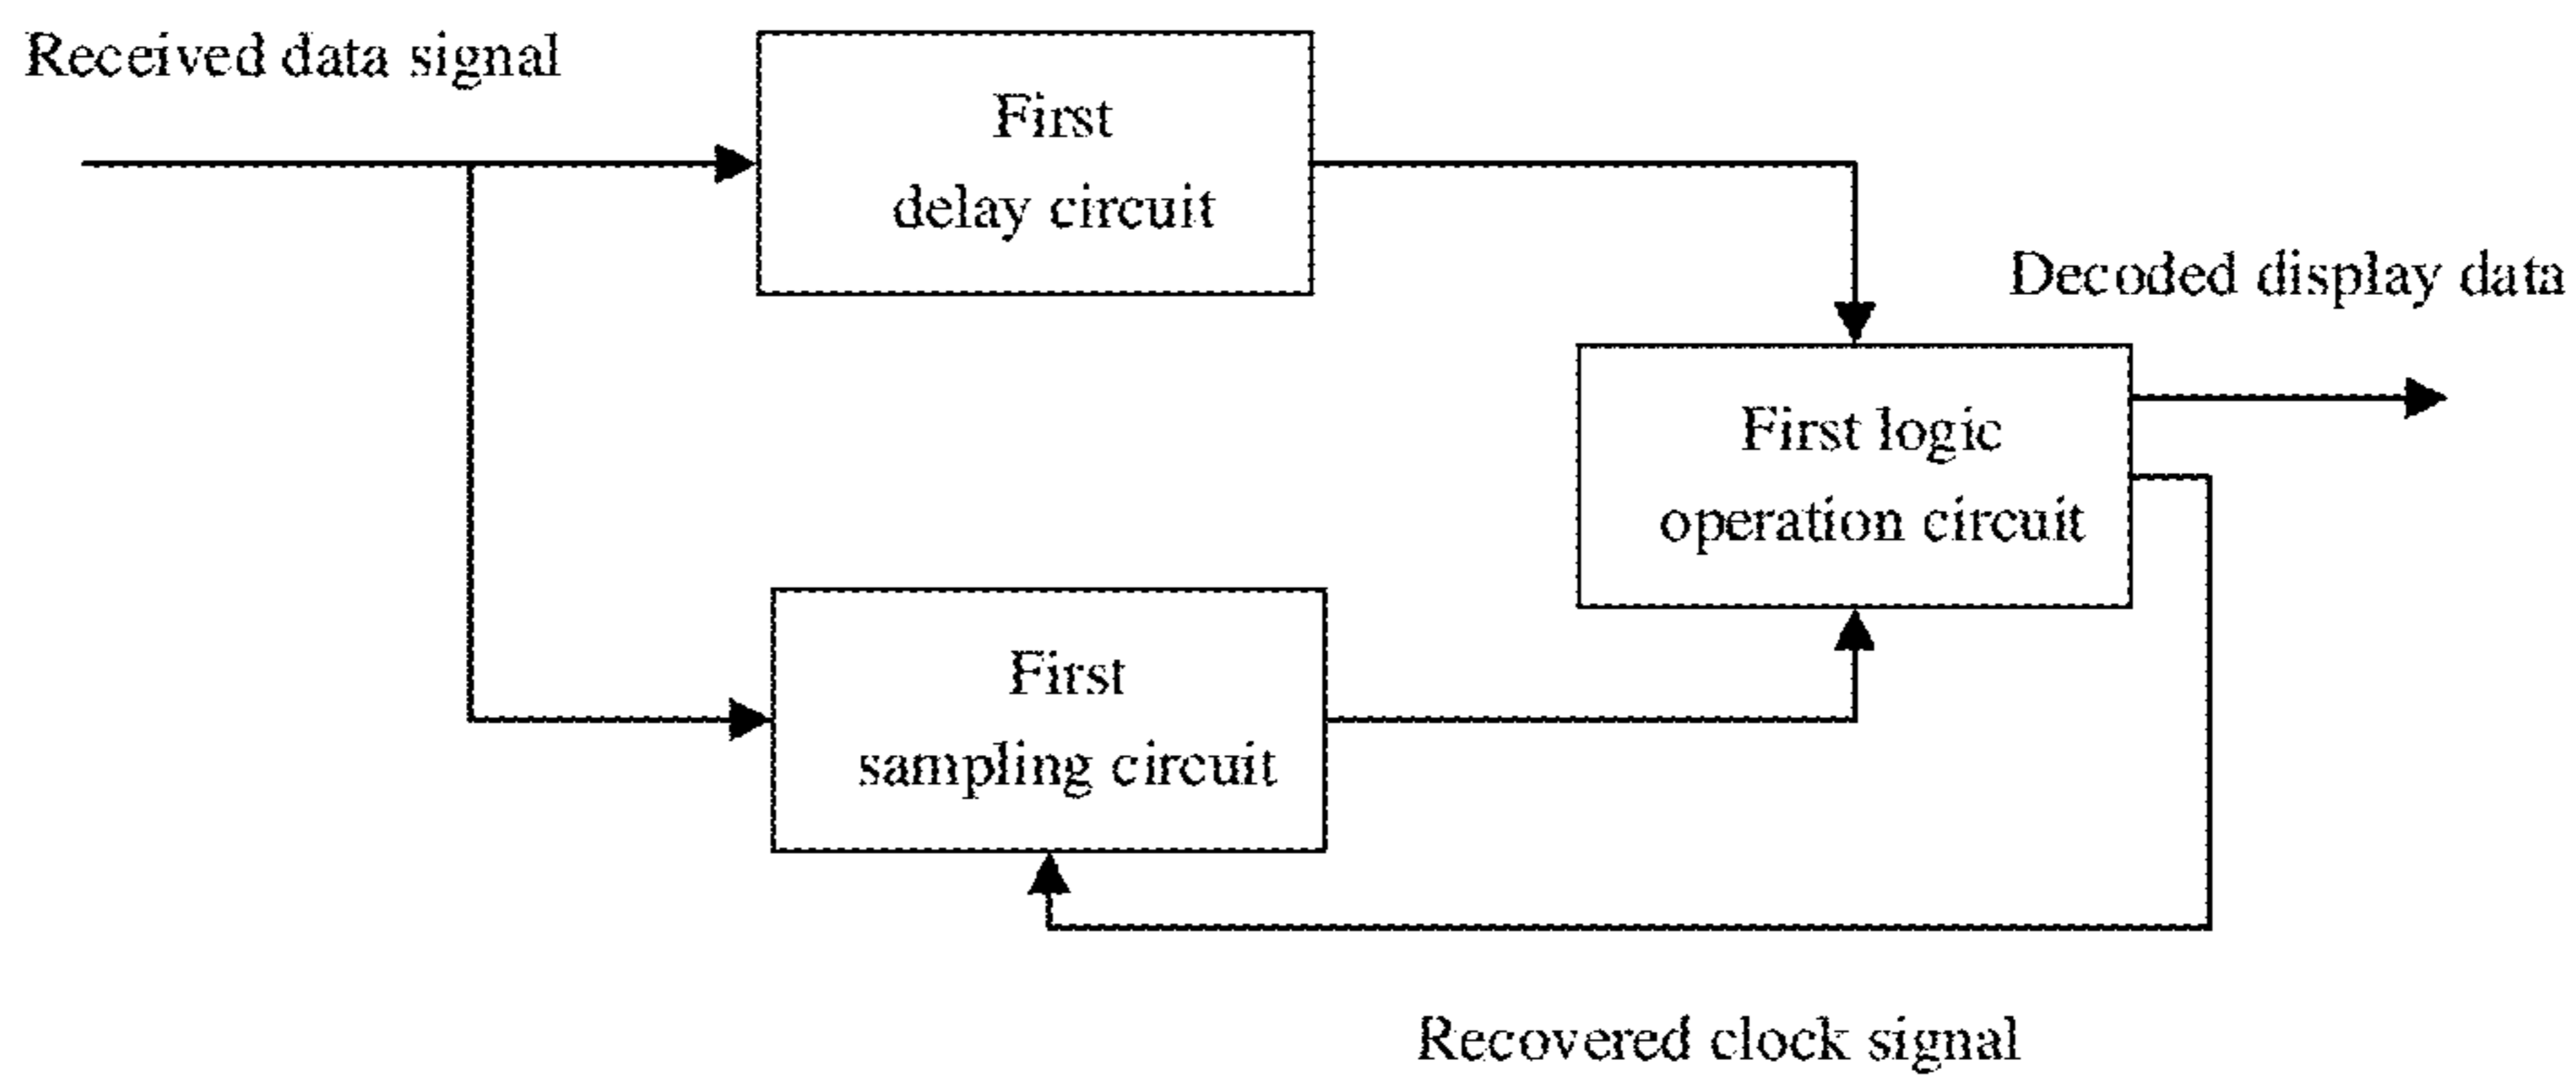 Received data signal
First
delay circuit
Decoded display data
First logic
operation circuit
First
sampling circuit
Recovered clock signal